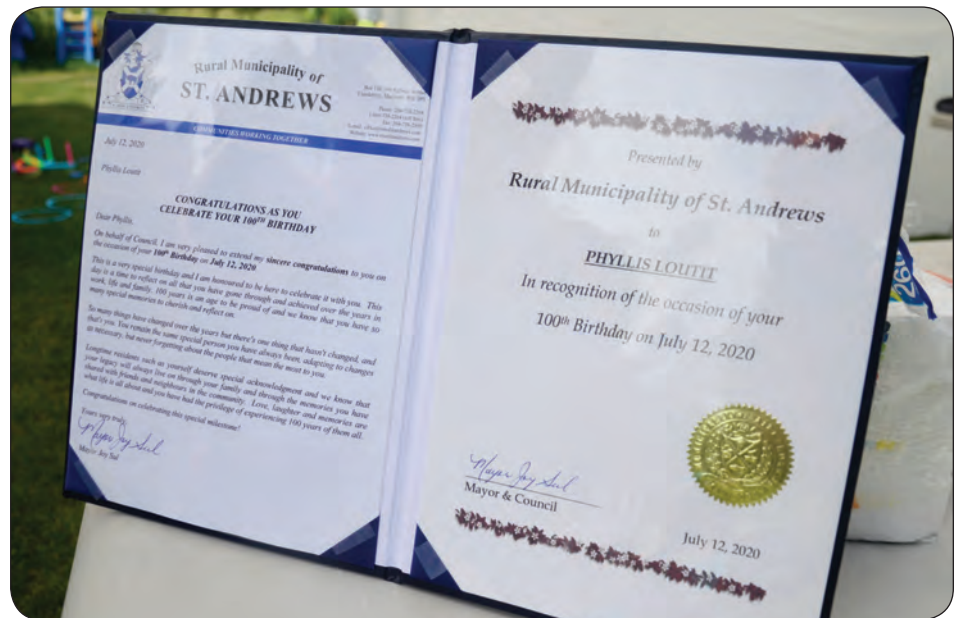 Rural Municipality of
ST. ANDREWS
COMMUNITIES WORKING TOGETHER
July 12, 2020
Phyllis Loutit
CONGRATULATIONS AS YOU
CELEBRATE YOUR 100TH BIRTHDAY
Dear Phyllis,
On behalf of Council, I am very pleased to extend my sincere congratulations to you on
the occasion of your 100th Birthday on July 12, 2020
This is a very special birthday and I am honoured to be here to celebrate it with you. This
day is a time to reflect on all that you have gone through and achieved over the years in
work, life and family. 100 years is an age to be proud of and we know that you have so
many special memories to cherish and reflect on.
So many things have changed over the years but there's one thing that hasn't changed, and
that's you. You remain the same special person you have always been, adapting to changes
as necessary, but never forgetting about the people that mean the most to you.
Longtime residents such as yourself deserve special acknowledgment and we know that
your legacy will always live on through your family and through the memories you have
shared with friends and neighbours in the community. Love, laughter and memories are
what life is all about and you have had the privilege of experiencing 100 years of them all.
Congratulations on celebrating this special milestone!
Yours very truly,
Mayor Joy Sul
Mayor Joy Sul
Presented by
Rural Municipality of St. Andrews
to
PHYLLIS LOUTIT
In recognition of the occasion of your
100th Birthday on July 12, 2020
Mayor Joy Sul
Mayor & Council
July 12, 2020
260